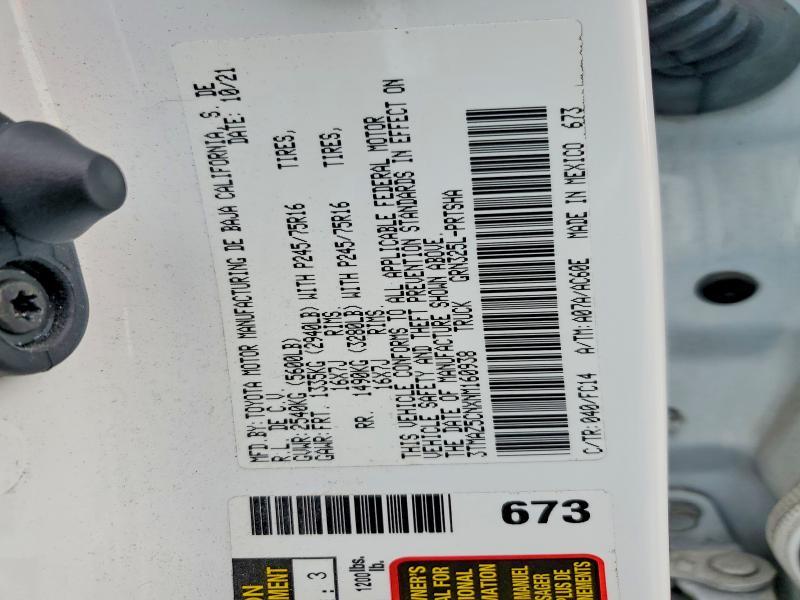 MFD.BY:TOYOTA MOTOR MANUFACTURING DE BAJA CALIFORNIA, S. DE
R. L. DE C.V. DATE: 10/21
GVWR: 2540KG (5600LB)
GAWR:FRT. 1335KG (2940LB) WITH P245/75R16 TIRES,
16X7J RIMS.
RR. 1490KG (3280LB) WITH P245/75R16 TIRES,
16X7J RIMS.
THIS VEHICLE CONFORMS TO ALL APPLICABLE FEDERAL MOTOR
VEHICLE SAFETY AND THEFT PREVENTION STANDARDS IN EFFECT ON
THE DATE OF MANUFACTURE SHOWN ABOVE.
3TMAZ5CNXNM160938 TRUCK GRN325L-PRTSHA
C/TR:040/FC14 A/TM:A07A/AC60E MADE IN MEXICO 673
673
: 3
1200 lbs.
lb.